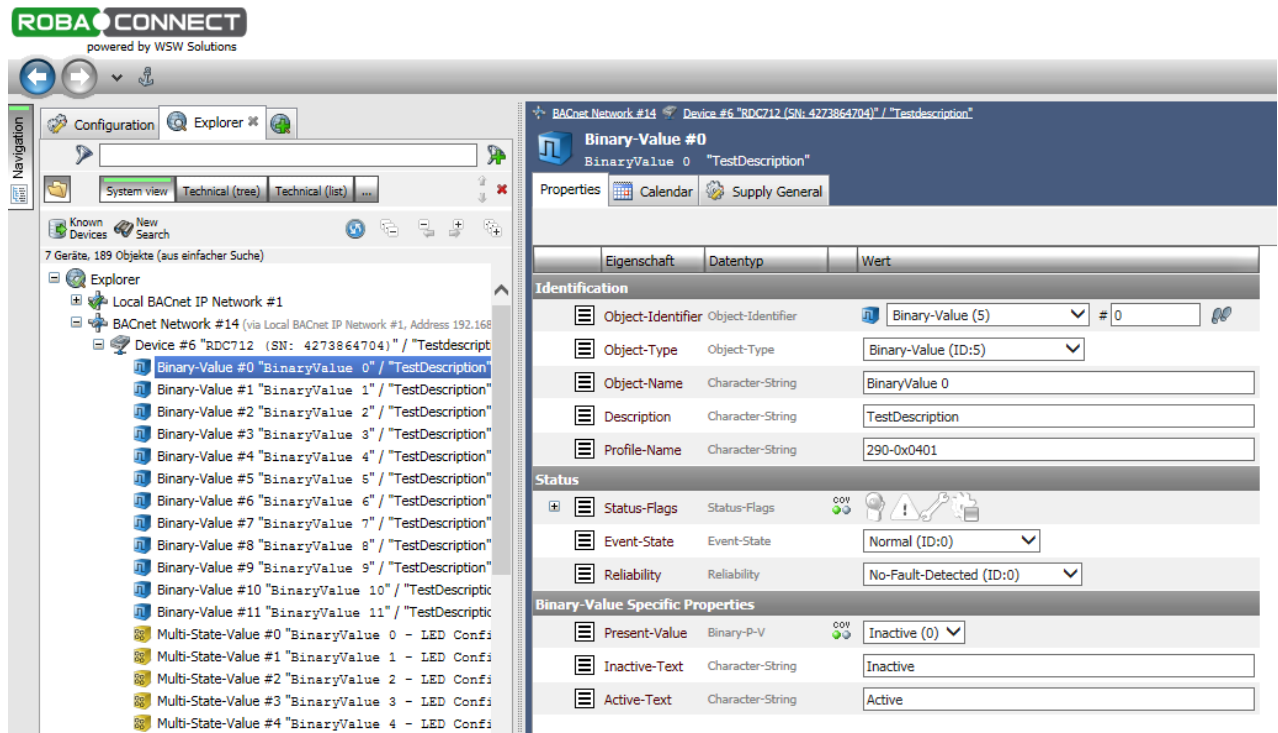 ROBA CONNECT
powered by WSW Solutions
Navigation
Configuration
Explorer
System view
Technical (tree)
Technical (list)
...
Known Devices
New Search
7 Geräte, 189 Objekte (aus einfacher Suche)
Explorer
Local BACnet IP Network #1
BACnet Network #14 (via Local BACnet IP Network #1, Address 192.168
Device #6 "RDC712 (SN: 4273864704)" / "Testdescript
Binary-Value #0 "BinaryValue 0" / "TestDescription"
Binary-Value #1 "BinaryValue 1" / "TestDescription"
Binary-Value #2 "BinaryValue 2" / "TestDescription"
Binary-Value #3 "BinaryValue 3" / "TestDescription"
Binary-Value #4 "BinaryValue 4" / "TestDescription"
Binary-Value #5 "BinaryValue 5" / "TestDescription"
Binary-Value #6 "BinaryValue 6" / "TestDescription"
Binary-Value #7 "BinaryValue 7" / "TestDescription"
Binary-Value #8 "BinaryValue 8" / "TestDescription"
Binary-Value #9 "BinaryValue 9" / "TestDescription"
Binary-Value #10 "BinaryValue 10" / "TestDescriptic
Binary-Value #11 "BinaryValue 11" / "TestDescriptic
Multi-State-Value #0 "BinaryValue 0 - LED Confi
Multi-State-Value #1 "BinaryValue 1 - LED Confi
Multi-State-Value #2 "BinaryValue 2 - LED Confi
Multi-State-Value #3 "BinaryValue 3 - LED Confi
Multi-State-Value #4 "BinaryValue 4 - LED Confi
BACnet Network #14 Device #6 "RDC712 (SN: 4273864704)" / "Testdescription"
Binary-Value #0
BinaryValue 0 "TestDescription"
Properties
Calendar
Supply General
Eigenschaft Datentyp Wert
Identification
Object-Identifier Object-Identifier Binary-Value (5) # 0
Object-Type Object-Type Binary-Value (ID:5)
Object-Name Character-String BinaryValue 0
Description Character-String TestDescription
Profile-Name Character-String 290-0x0401
Status
Status-Flags Status-Flags COV
Event-State Event-State Normal (ID:0)
Reliability Reliability No-Fault-Detected (ID:0)
Binary-Value Specific Properties
Present-Value Binary-P-V COV Inactive (0)
Inactive-Text Character-String Inactive
Active-Text Character-String Active